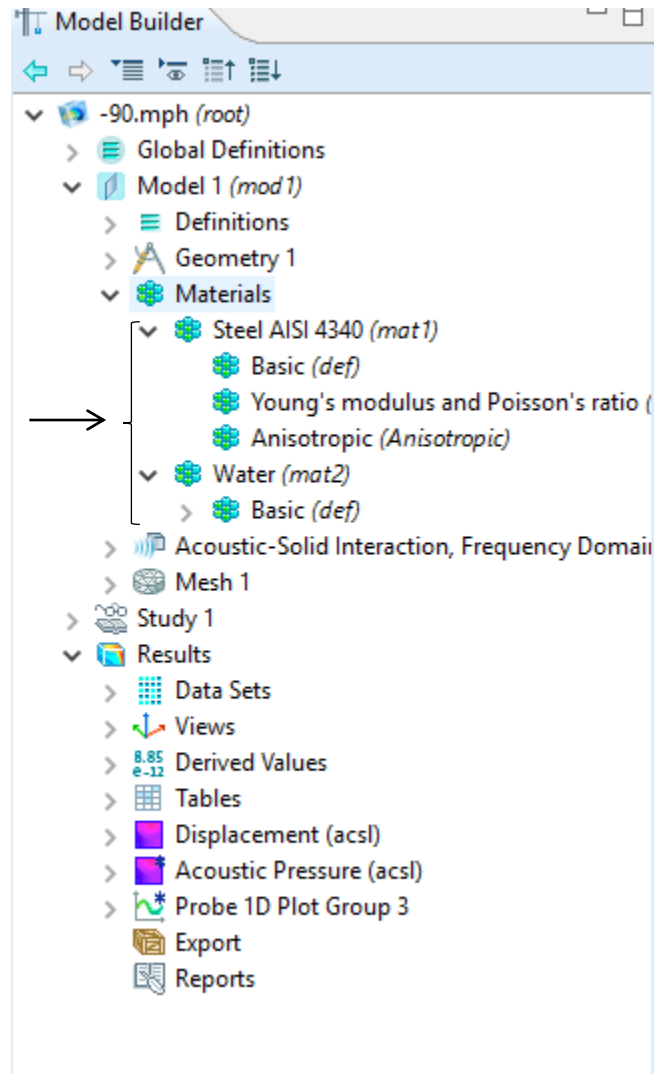 Model Builder
-90.mph (root)
Global Definitions
Model 1 (mod1)
Definitions
Geometry 1
Materials
Steel AISI 4340 (mat1)
Basic (def)
Young's modulus and Poisson's ratio (
Anisotropic (Anisotropic)
Water (mat2)
Basic (def)
Acoustic-Solid Interaction, Frequency Domai
Mesh 1
Study 1
Results
Data Sets
Views
8.85
e-12
Derived Values
Tables
Displacement (acsl)
Acoustic Pressure (acsl)
Probe 1D Plot Group 3
Export
Reports